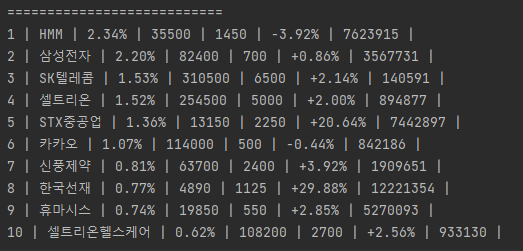 ===========================
1 | HMM | 2.34% | 35500 | 1450 | -3.92% | 7623915 |
2 | 삼성전자 | 2.20% | 82400 | 700 | +0.86% | 3567731 |
3 | SK텔레콤 | 1.53% | 310500 | 6500 | +2.14% | 140591 |
4 | 셀트리온 | 1.52% | 254500 | 5000 | +2.00% | 894877 |
5 | STX중공업 | 1.36% | 13150 | 2250 | +20.64% | 7442897 |
6 | 카카오 | 1.07% | 114000 | 500 | -0.44% | 842186 |
7 | 신풍제약 | 0.81% | 63700 | 2400 | +3.92% | 1909651 |
8 | 한국선재 | 0.77% | 4890 | 1125 | +29.88% | 12221354 |
9 | 휴마시스 | 0.74% | 19850 | 550 | +2.85% | 5270093 |
10 | 셀트리온헬스케어 | 0.62% | 108200 | 2700 | +2.56% | 933130 |